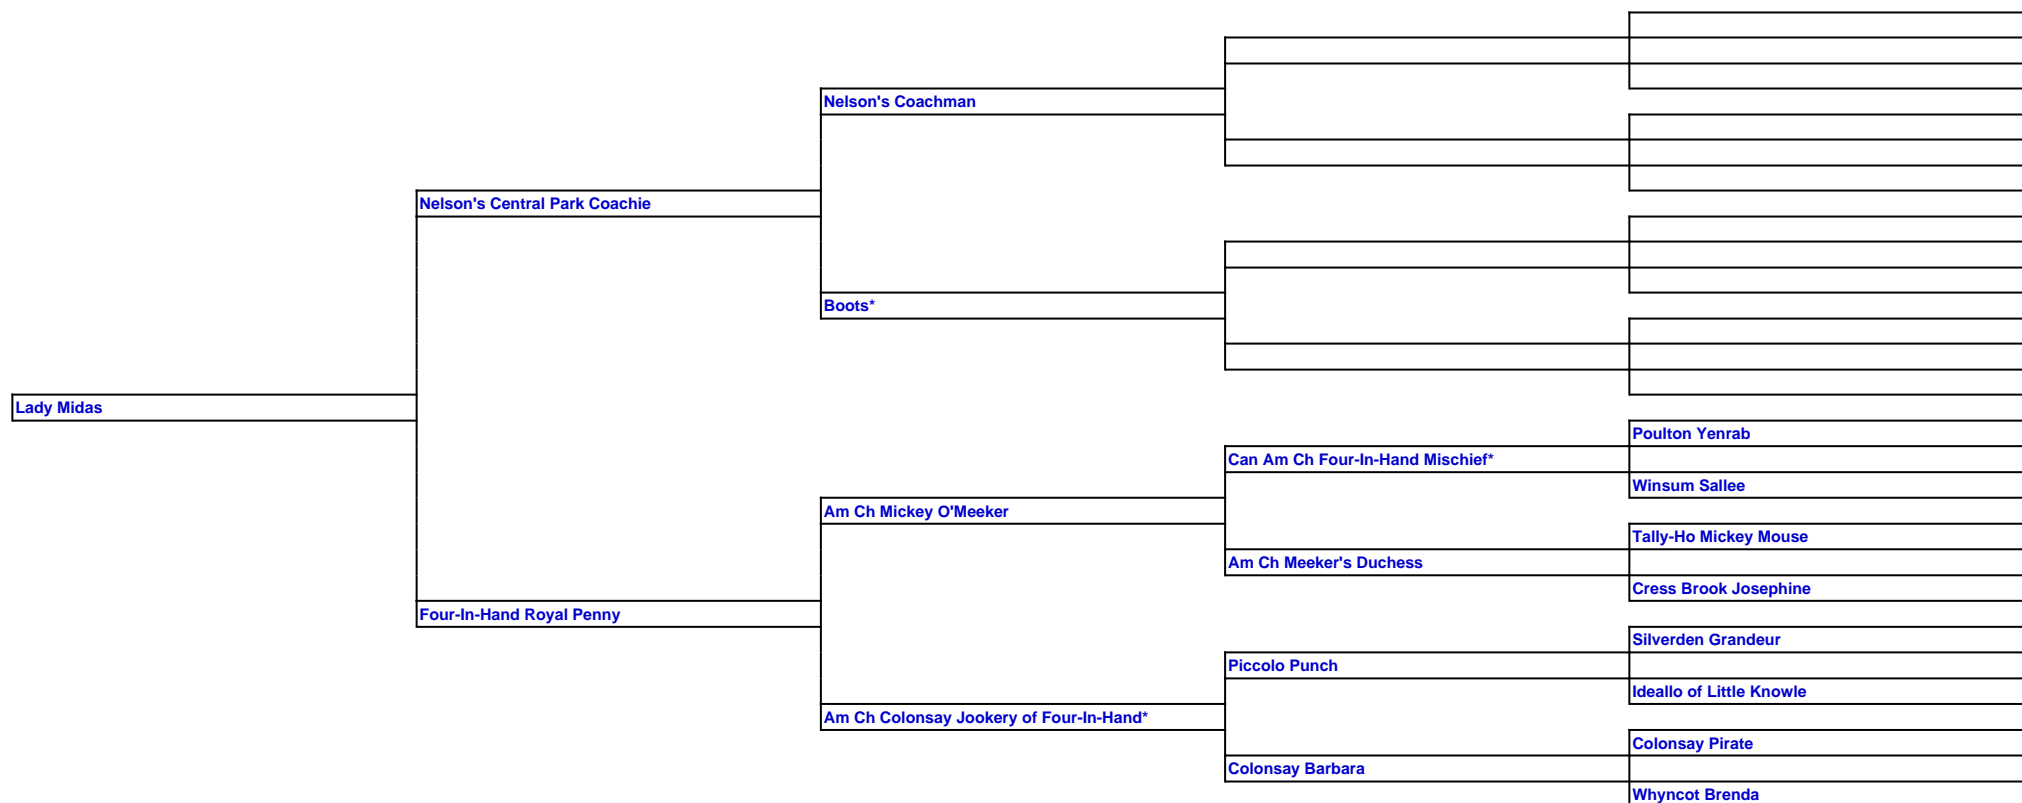 Nelson's Coachman
Nelson's Central Park Coachie
Boots*
Lady Midas
Poulton Yenrab
Can Am Ch Four-In-Hand Mischief*
Winsum Sallee
Am Ch Mickey O'Meeker
Tally-Ho Mickey Mouse
Am Ch Meeker's Duchess
Cress Brook Josephine
Four-In-Hand Royal Penny
Silverden Grandeur
Piccolo Punch
Ideallo of Little Knowle
Am Ch Colonsay Jookery of Four-In-Hand*
Colonsay Pirate
Colonsay Barbara
Whyncot Brenda